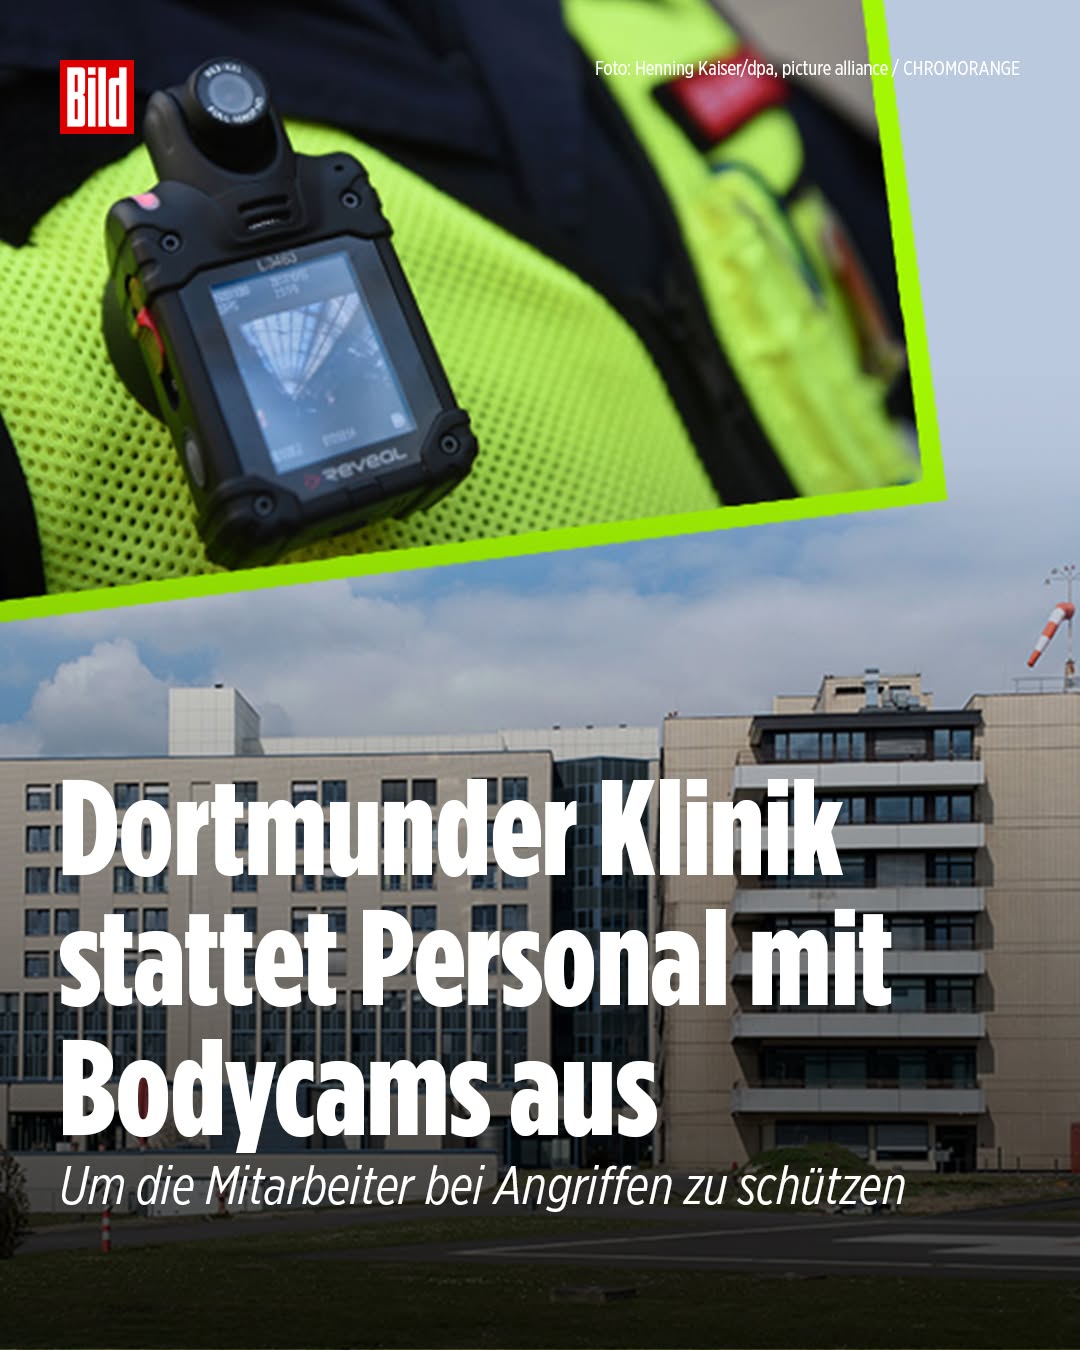 Bild
Foto: Henning Kaiser/dpa, picture alliance / CHROMORANGE
L3460
REVEAL
Dortmunder Klinik
stattet Personal mit
Bodycams aus
Um die Mitarbeiter bei Angriffen zu schützen